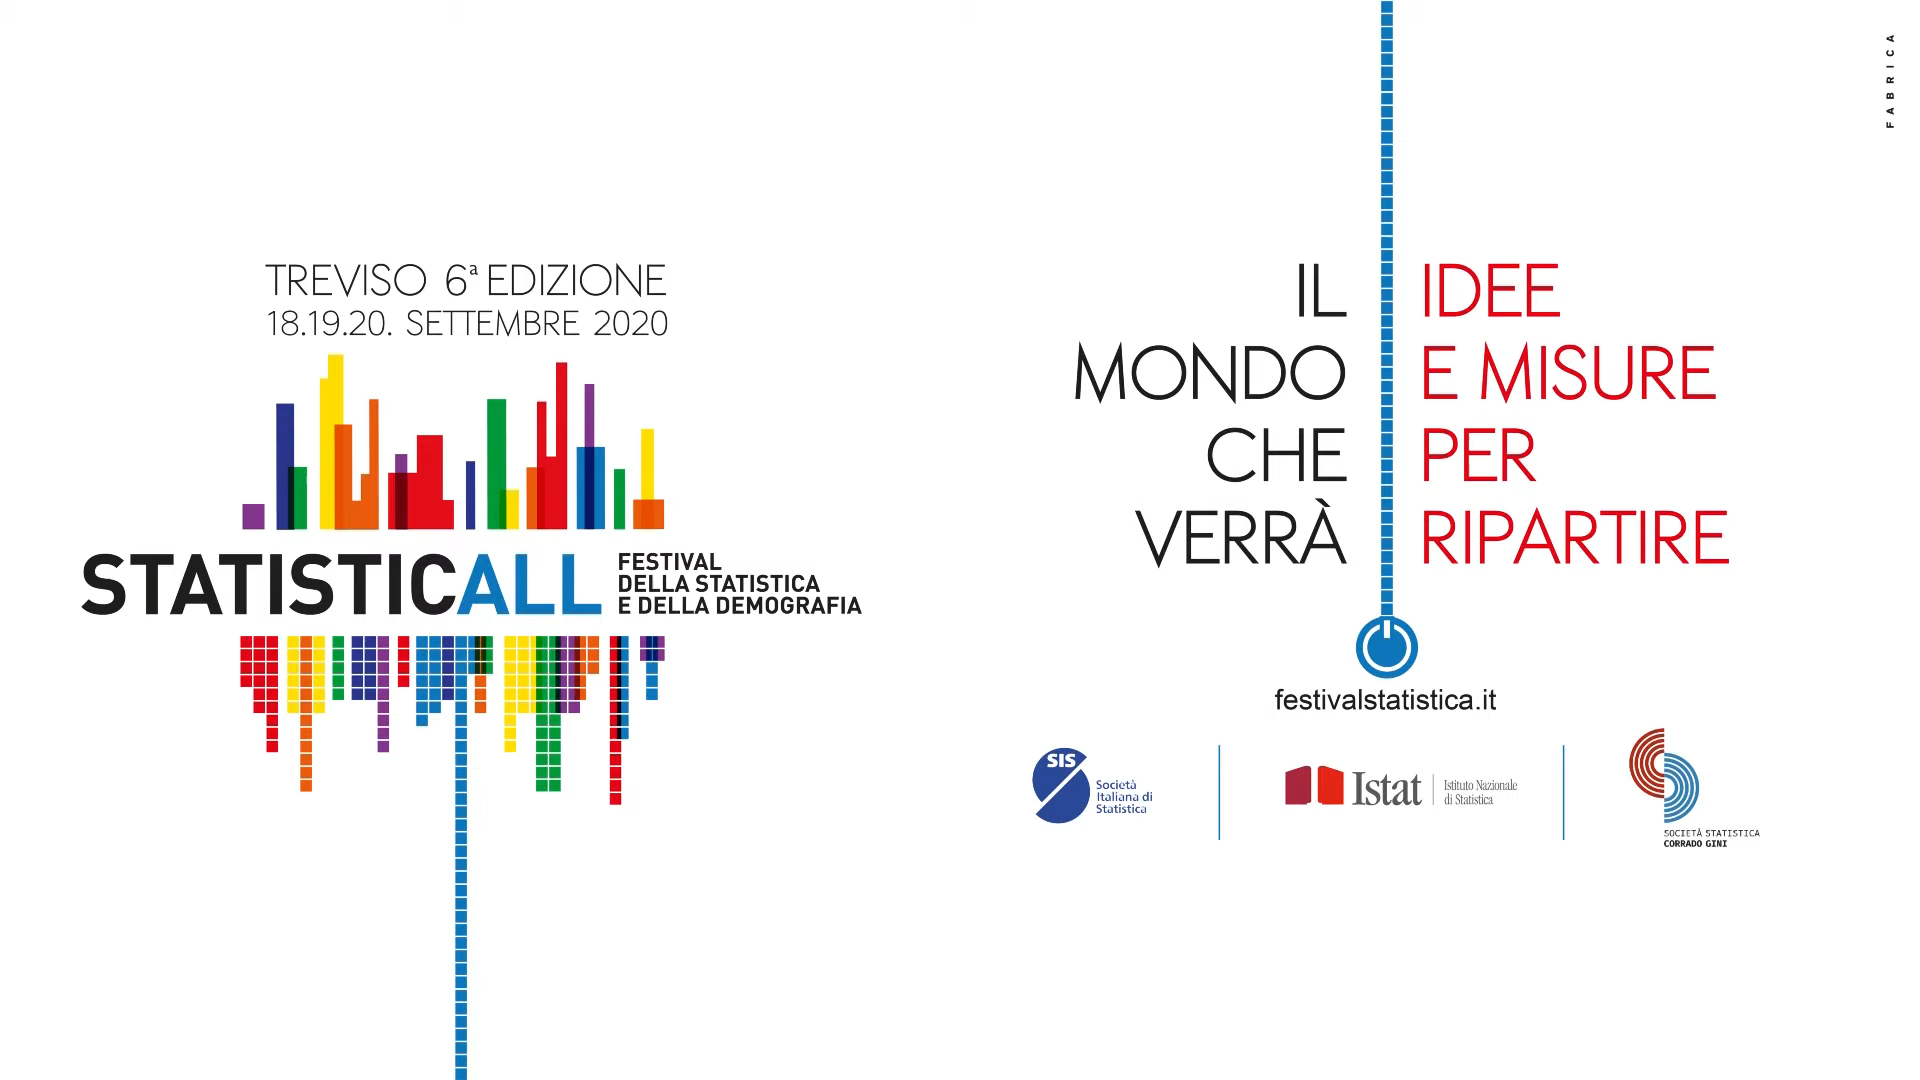 TREVISO 6ª EDIZIONE
18.19.20. SETTEMBRE 2020
STATISTICALL
FESTIVAL
DELLA STATISTICA
E DELLA DEMOGRAFIA
IL
MONDO
CHE
VERRÀ
IDEE
E MISURE
PER
RIPARTIRE
festivalstatistica.it
SIS
Società
Italiana di
Statistica
Istat
Istituto Nazionale
di Statistica
SOCIETÀ STATISTICA
CORRADO GINI
FABRICA